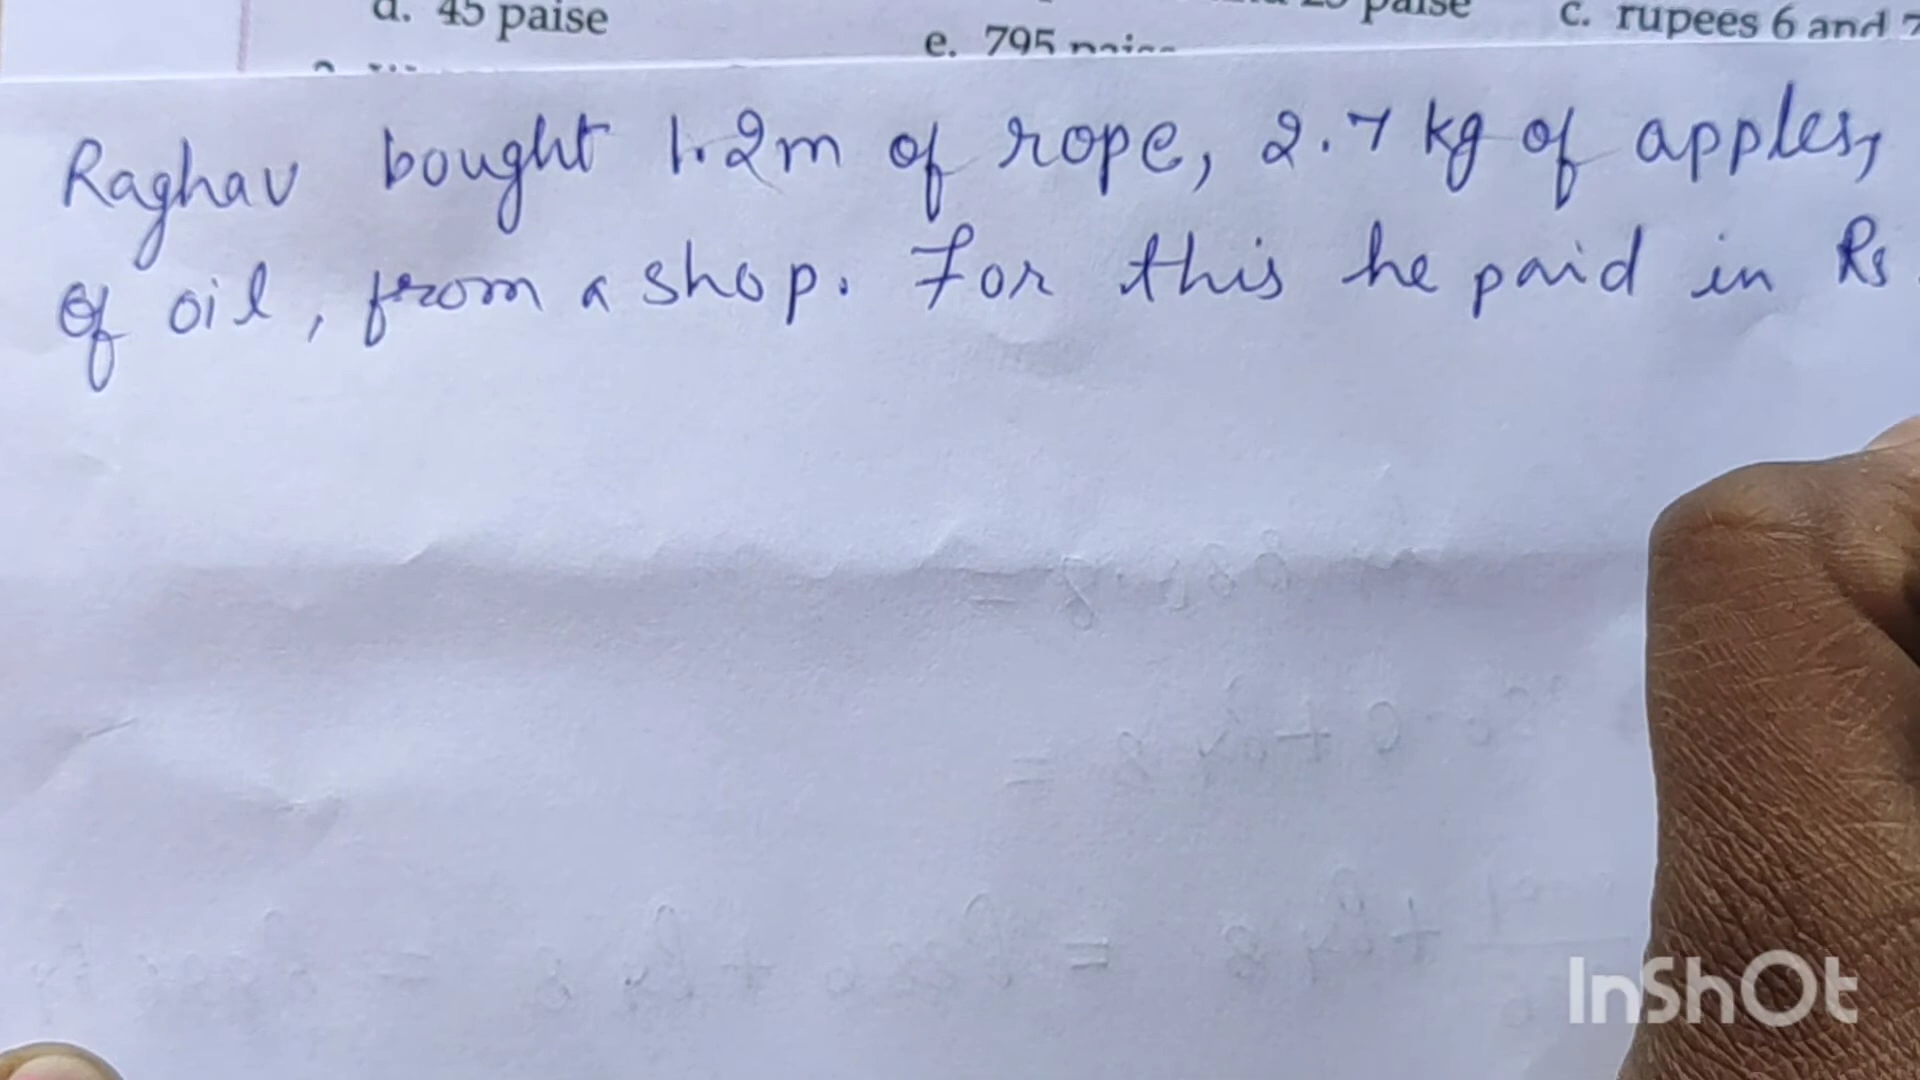 d. 45 paise
e. 795
c. rupees 6 and
Raghav bought 1.2m of rope, 2.7 kg of apples,
of oil, from a shop. For this he paid in Rs
InShOt